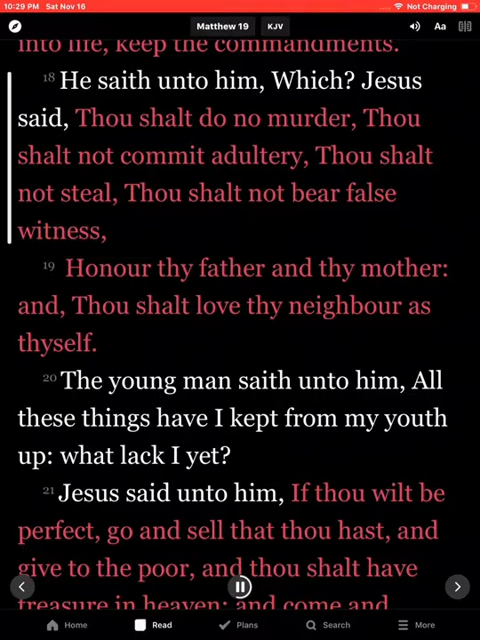 10:29 PM Sat Nov 16
Not Charging
Matthew 19 KJV
Aa
into life, keep the commandments.
18 He saith unto him, Which? Jesus
said, Thou shalt do no murder, Thou
shalt not commit adultery, Thou shalt
not steal, Thou shalt not bear false
witness,
19 Honour thy father and thy mother:
and, Thou shalt love thy neighbour as
thyself.
20 The young man saith unto him, All
these things have I kept from my youth
up: what lack I yet?
21 Jesus said unto him, If thou wilt be
perfect, go and sell that thou hast, and
give to the poor, and thou shalt have
treasure in heaven: and come and
Home Read Plans Search More